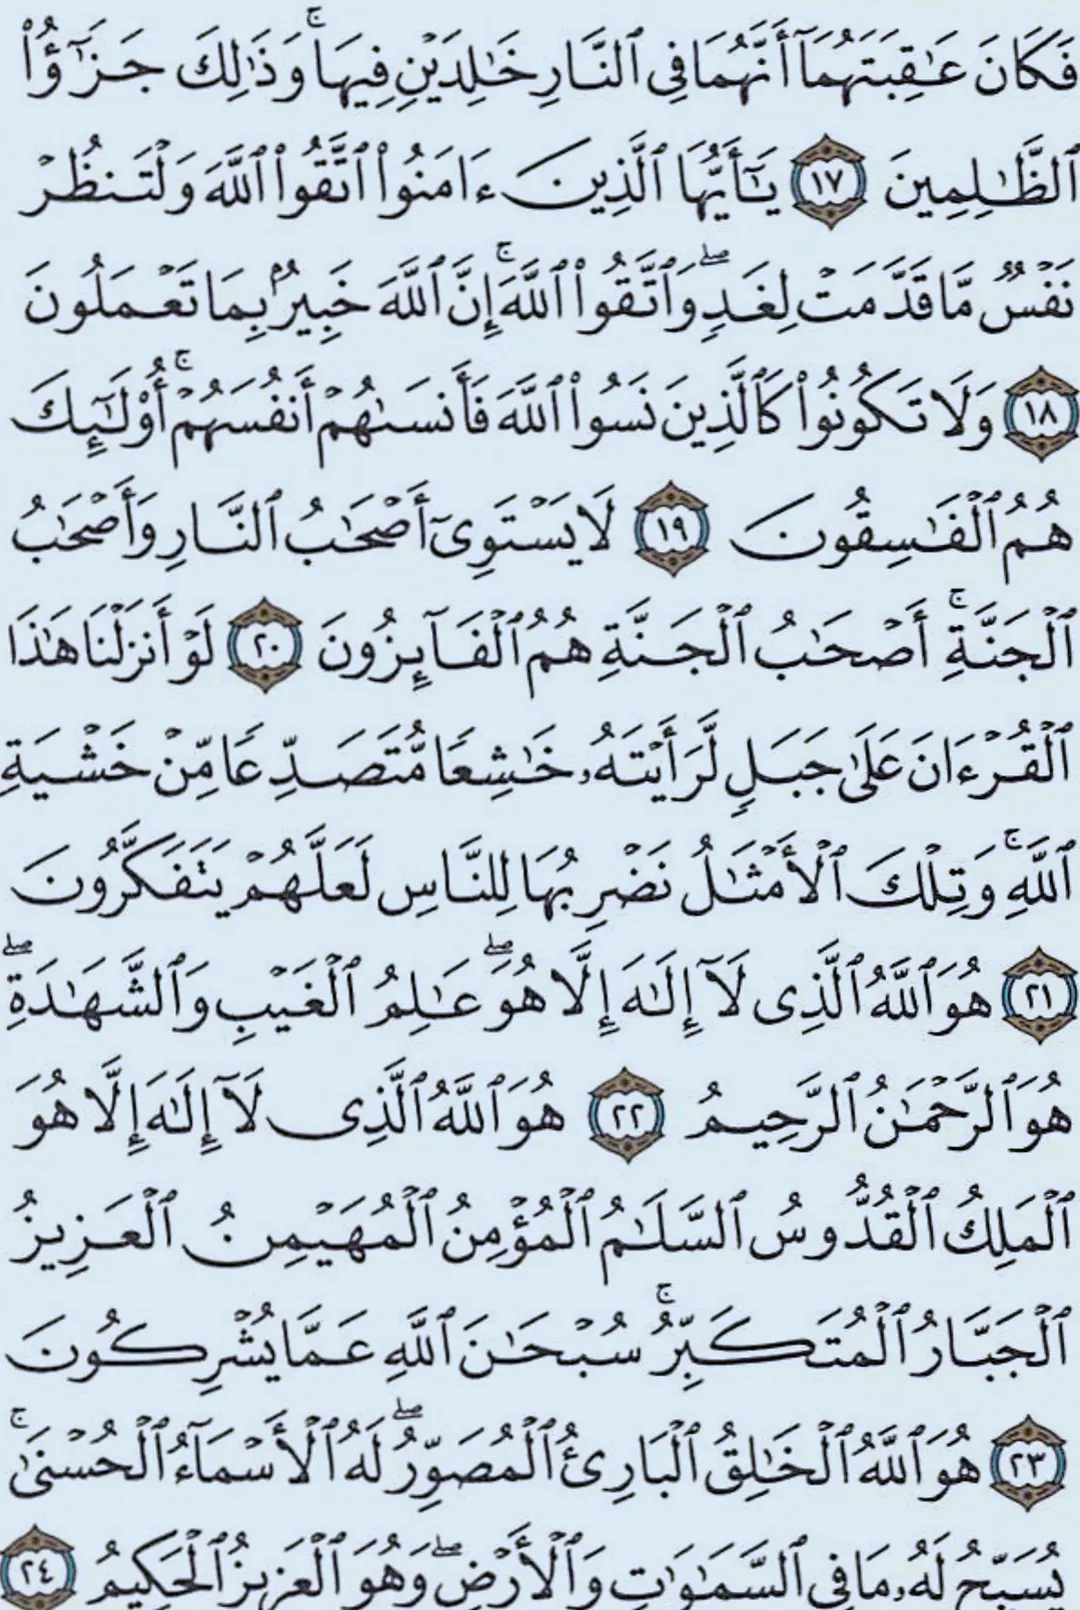 فَكَانَ عَٰقِبَتَهُمَآ أَنَّهُمَا فِي ٱلنَّارِ خَٰلِدَيۡنِ فِيهَاۚ وَذَٰلِكَ جَزَٰٓؤُاْ
ٱلظَّٰلِمِينَ ١٧ يَٰٓأَيُّهَا ٱلَّذِينَ ءَامَنُواْ ٱتَّقُواْ ٱللَّهَ وَلۡتَنظُرۡ
نَفۡسٞ مَّا قَدَّمَتۡ لِغَدٖۖ وَٱتَّقُواْ ٱللَّهَۚ إِنَّ ٱللَّهَ خَبِيرُۢ بِمَا تَعۡمَلُونَ
١٨ وَلَا تَكُونُواْ كَٱلَّذِينَ نَسُواْ ٱللَّهَ فَأَنسَىٰهُمۡ أَنفُسَهُمۡۚ أُوْلَٰٓئِكَ
هُمُ ٱلۡفَٰسِقُونَ ١٩ لَا يَسۡتَوِيٓ أَصۡحَٰبُ ٱلنَّارِ وَأَصۡحَٰبُ
ٱلۡجَنَّةِۚ أَصۡحَٰبُ ٱلۡجَنَّةِ هُمُ ٱلۡفَآئِزُونَ ٢٠ لَوۡ أَنزَلۡنَا هَٰذَا
ٱلۡقُرۡءَانَ عَلَىٰ جَبَلٖ لَّرَأَيۡتَهُۥ خَٰشِعٗا مُّتَصَدِّعٗا مِّنۡ خَشۡيَةِ
ٱللَّهِۚ وَتِلۡكَ ٱلۡأَمۡثَٰلُ نَضۡرِبُهَا لِلنَّاسِ لَعَلَّهُمۡ يَتَفَكَّرُونَ
٢١ هُوَ ٱللَّهُ ٱلَّذِي لَآ إِلَٰهَ إِلَّا هُوَۖ عَٰلِمُ ٱلۡغَيۡبِ وَٱلشَّهَٰدَةِۖ
هُوَ ٱلرَّحۡمَٰنُ ٱلرَّحِيمُ ٢٢ هُوَ ٱللَّهُ ٱلَّذِي لَآ إِلَٰهَ إِلَّا هُوَ
ٱلۡمَلِكُ ٱلۡقُدُّوسُ ٱلسَّلَٰمُ ٱلۡمُؤۡمِنُ ٱلۡمُهَيۡمِنُ ٱلۡعَزِيزُ
ٱلۡجَبَّارُ ٱلۡمُتَكَبِّرُۚ سُبۡحَٰنَ ٱللَّهِ عَمَّا يُشۡرِكُونَ
٢٣ هُوَ ٱللَّهُ ٱلۡخَٰلِقُ ٱلۡبَارِئُ ٱلۡمُصَوِّرُۖ لَهُ ٱلۡأَسۡمَآءُ ٱلۡحُسۡنَىٰۚ
يُسَبِّحُ لَهُۥ مَا فِي ٱلسَّمَٰوَٰتِ وَٱلۡأَرۡضِۖ وَهُوَ ٱلۡعَزِيزُ ٱلۡحَكِيمُ ٢٤